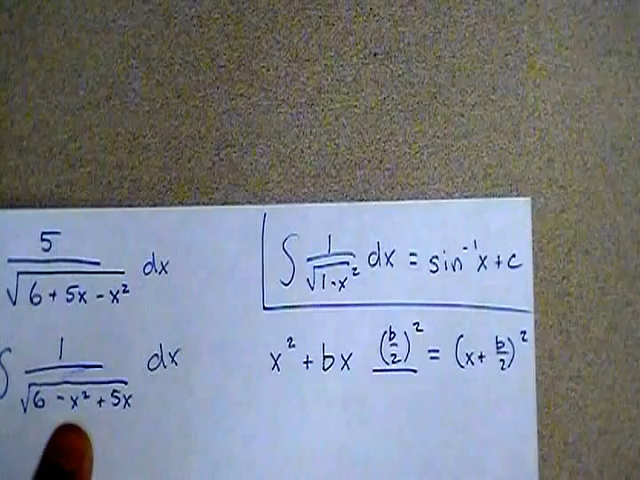 5
√6 + 5x - x² dx
∫ 1
√6 - x² + 5x dx
∫ 1/√1-x² dx = sin⁻¹x + c
x² + bx (b/2)² = (x + b/2)²